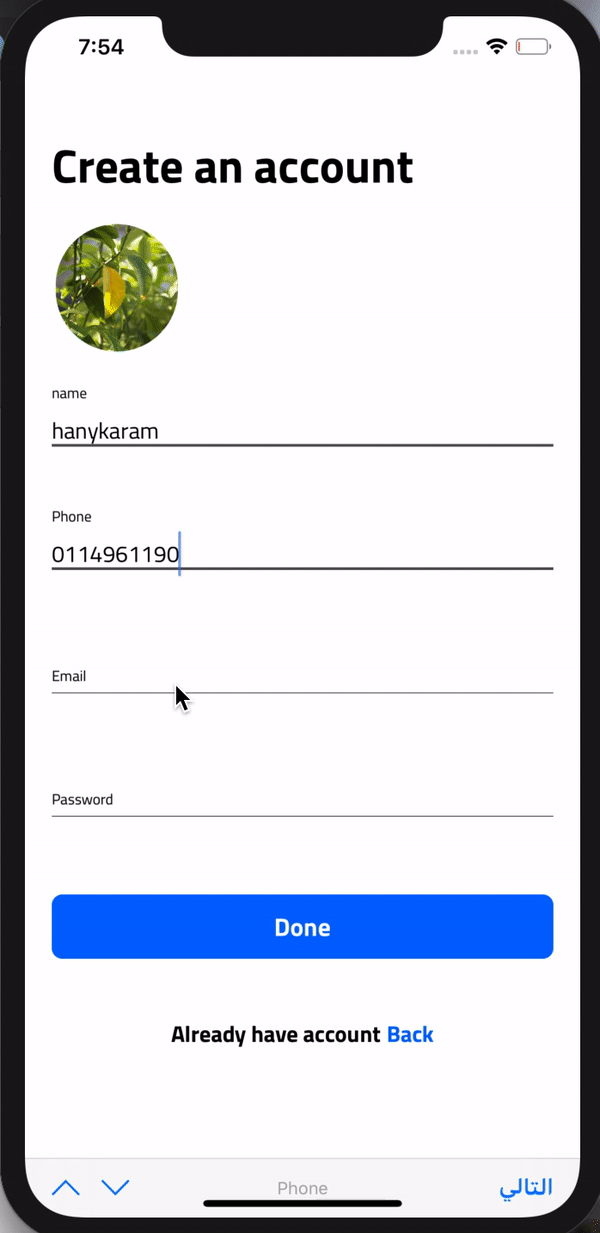 7:54
Create an account
name
hanykaram
Phone
0114961190
Email
Password
Done
Already have account Back
Phone
التالي